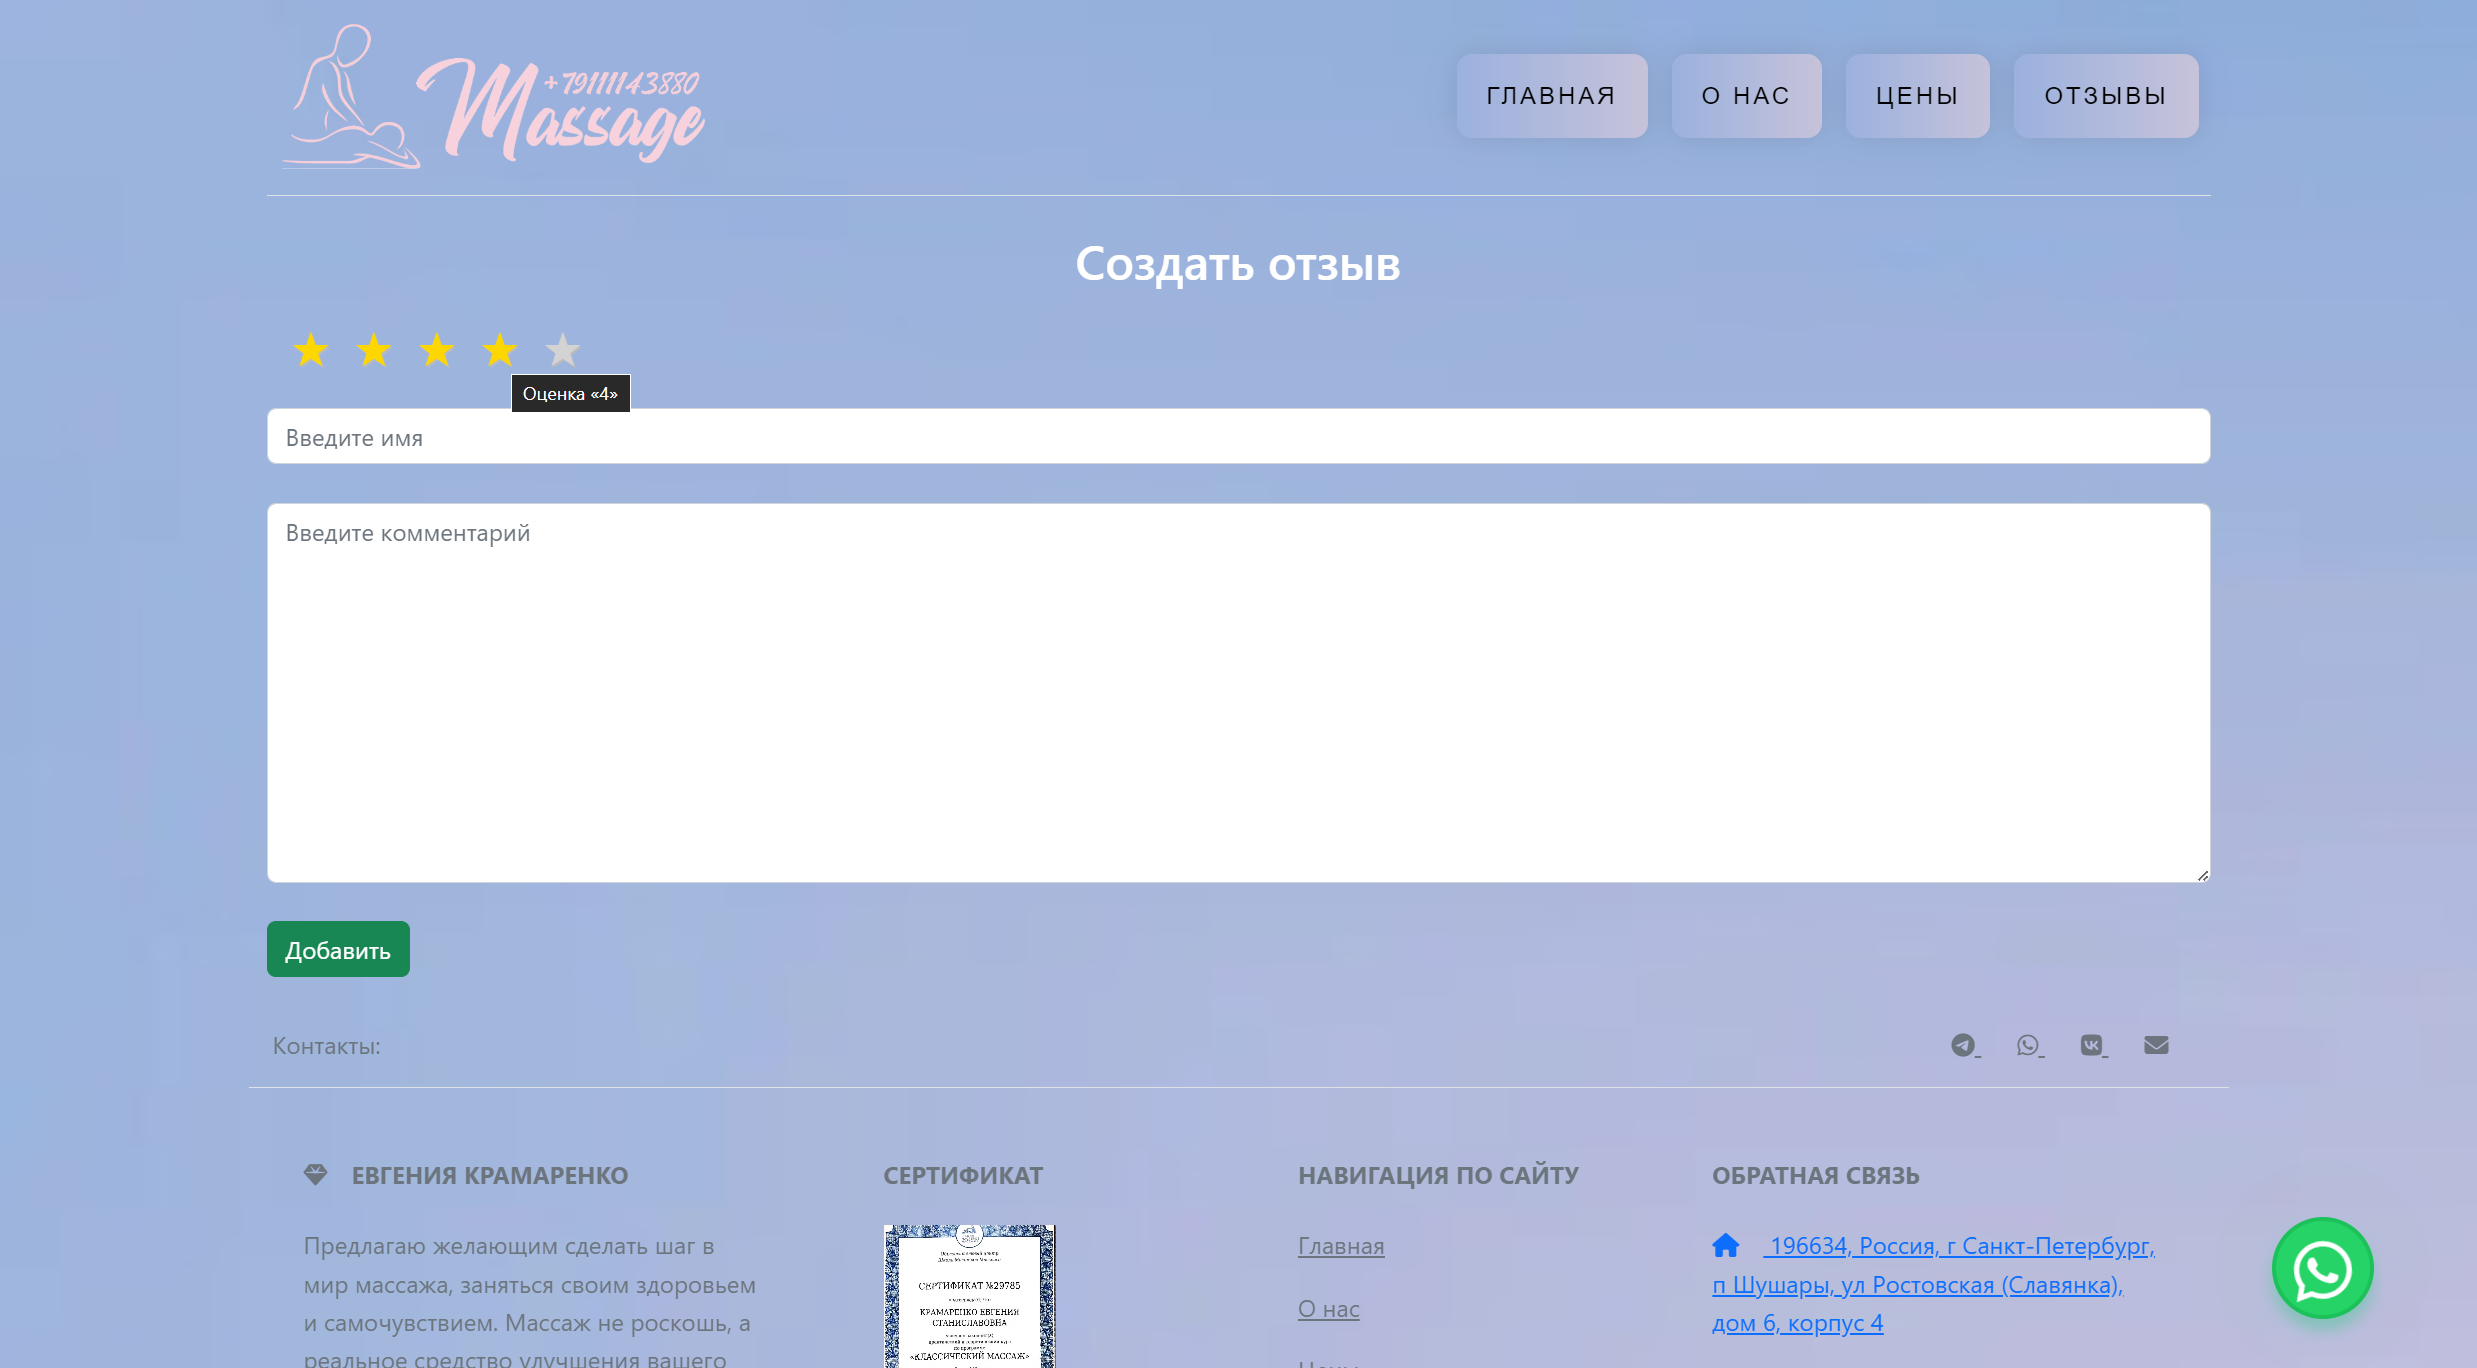 +79111143880
Massage
ГЛАВНАЯ
О НАС
ЦЕНЫ
ОТЗЫВЫ
Создать отзыв
Оценка «4»
Введите имя
Введите комментарий
Добавить
Контакты:
ЕВГЕНИЯ КРАМАРЕНКО
Предлагаю желающим сделать шаг в
мир массажа, заняться своим здоровьем
и самочувствием. Массаж не роскошь, а
реальное средство улучшения вашего
СЕРТИФИКАТ
СЕРТИФИКАТ №29785
КРАМАРЕНКО ЕВГЕНИЯ
СТАНИСЛАВОВНА
«КЛАССИЧЕСКИЙ МАССАЖ»
НАВИГАЦИЯ ПО САЙТУ
Главная
О нас
Цены
ОБРАТНАЯ СВЯЗЬ
196634, Россия, г Санкт-Петербург,
п Шушары, ул Ростовская (Славянка),
дом 6, корпус 4